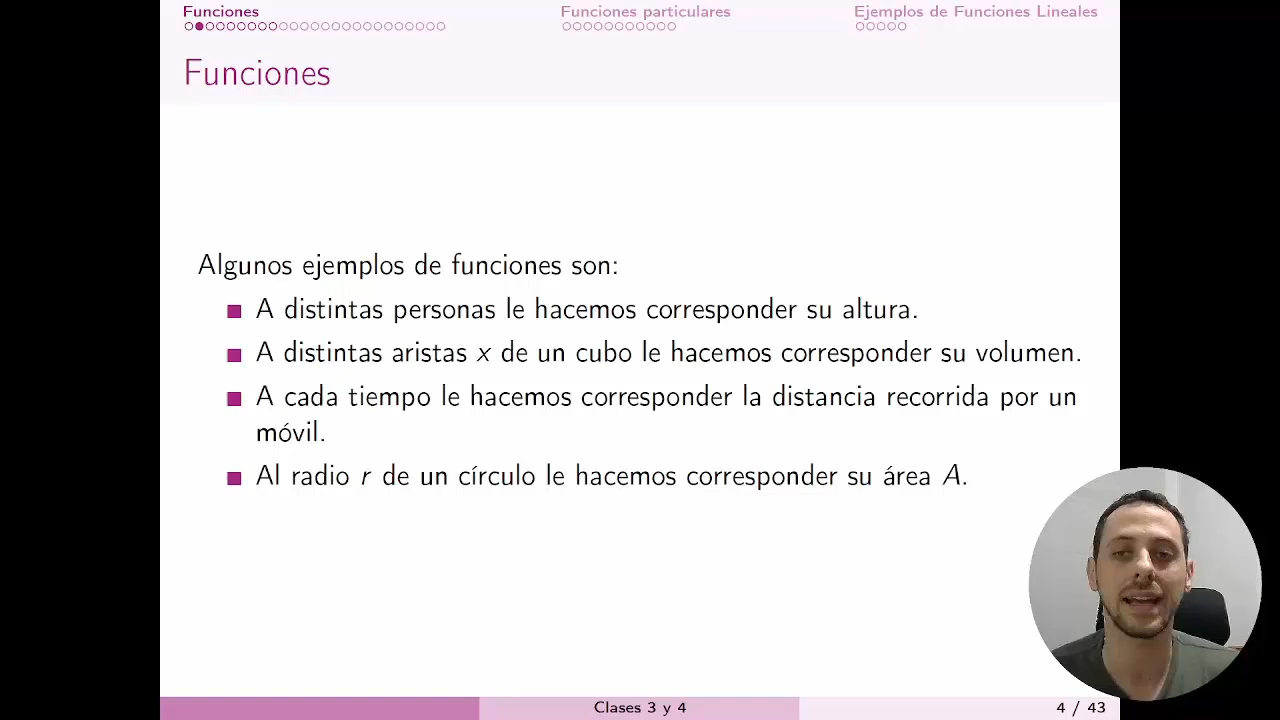 Funciones
Funciones particulares
Ejemplos de Funciones Lineales
Funciones
Algunos ejemplos de funciones son:
A distintas personas le hacemos corresponder su altura.
A distintas aristas x de un cubo le hacemos corresponder su volumen.
A cada tiempo le hacemos corresponder la distancia recorrida por un
móvil.
Al radio r de un círculo le hacemos corresponder su área A.
Clases 3 y 4
4 / 43